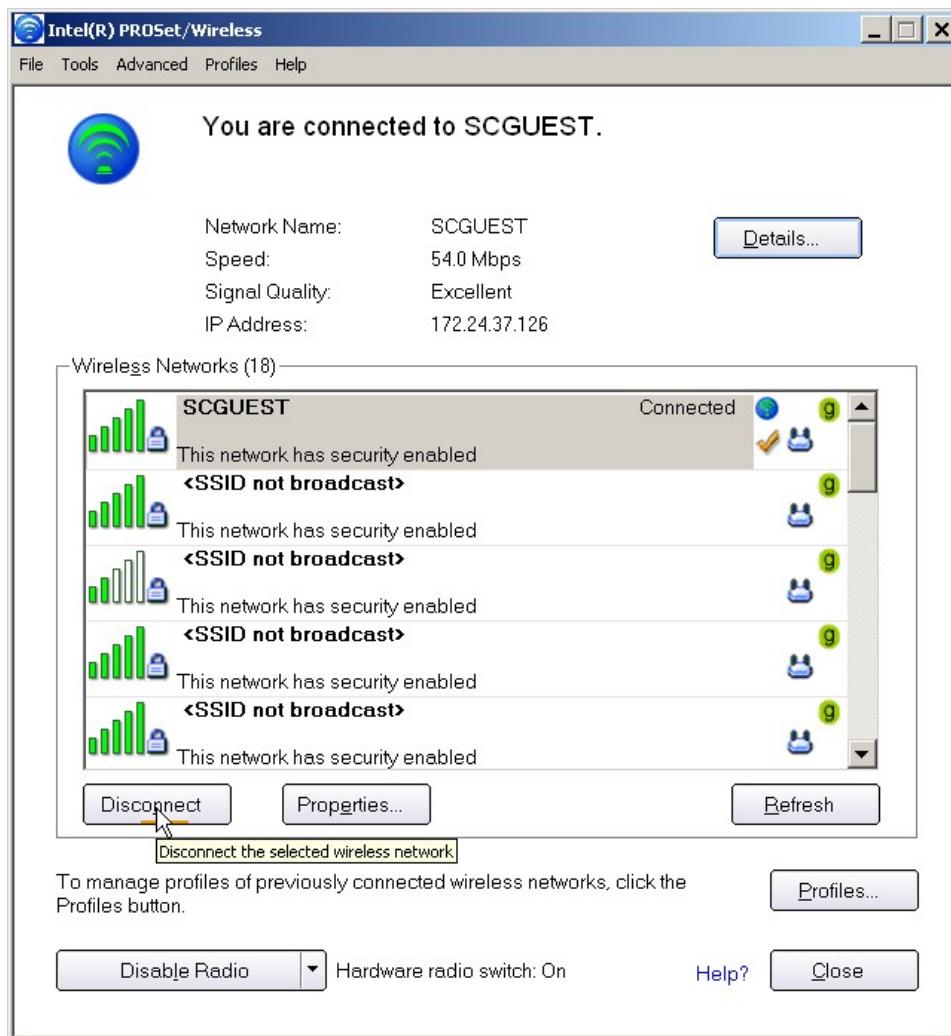 Intel(R) PROSet/Wireless
File Tools Advanced Profiles Help
You are connected to SCGUEST.
Network Name: SCGUEST
Details...
Speed: 54.0 Mbps
Signal Quality: Excellent
IP Address: 172.24.37.126
Wireless Networks (18)
SCGUEST Connected g
This network has security enabled
<SSID not broadcast> g
This network has security enabled
<SSID not broadcast> g
This network has security enabled
<SSID not broadcast> g
This network has security enabled
<SSID not broadcast> g
This network has security enabled
Disconnect Properties... Refresh
Disconnect the selected wireless network
To manage profiles of previously connected wireless networks, click the
Profiles button.
Profiles...
Disable Radio Hardware radio switch: On Help? Close